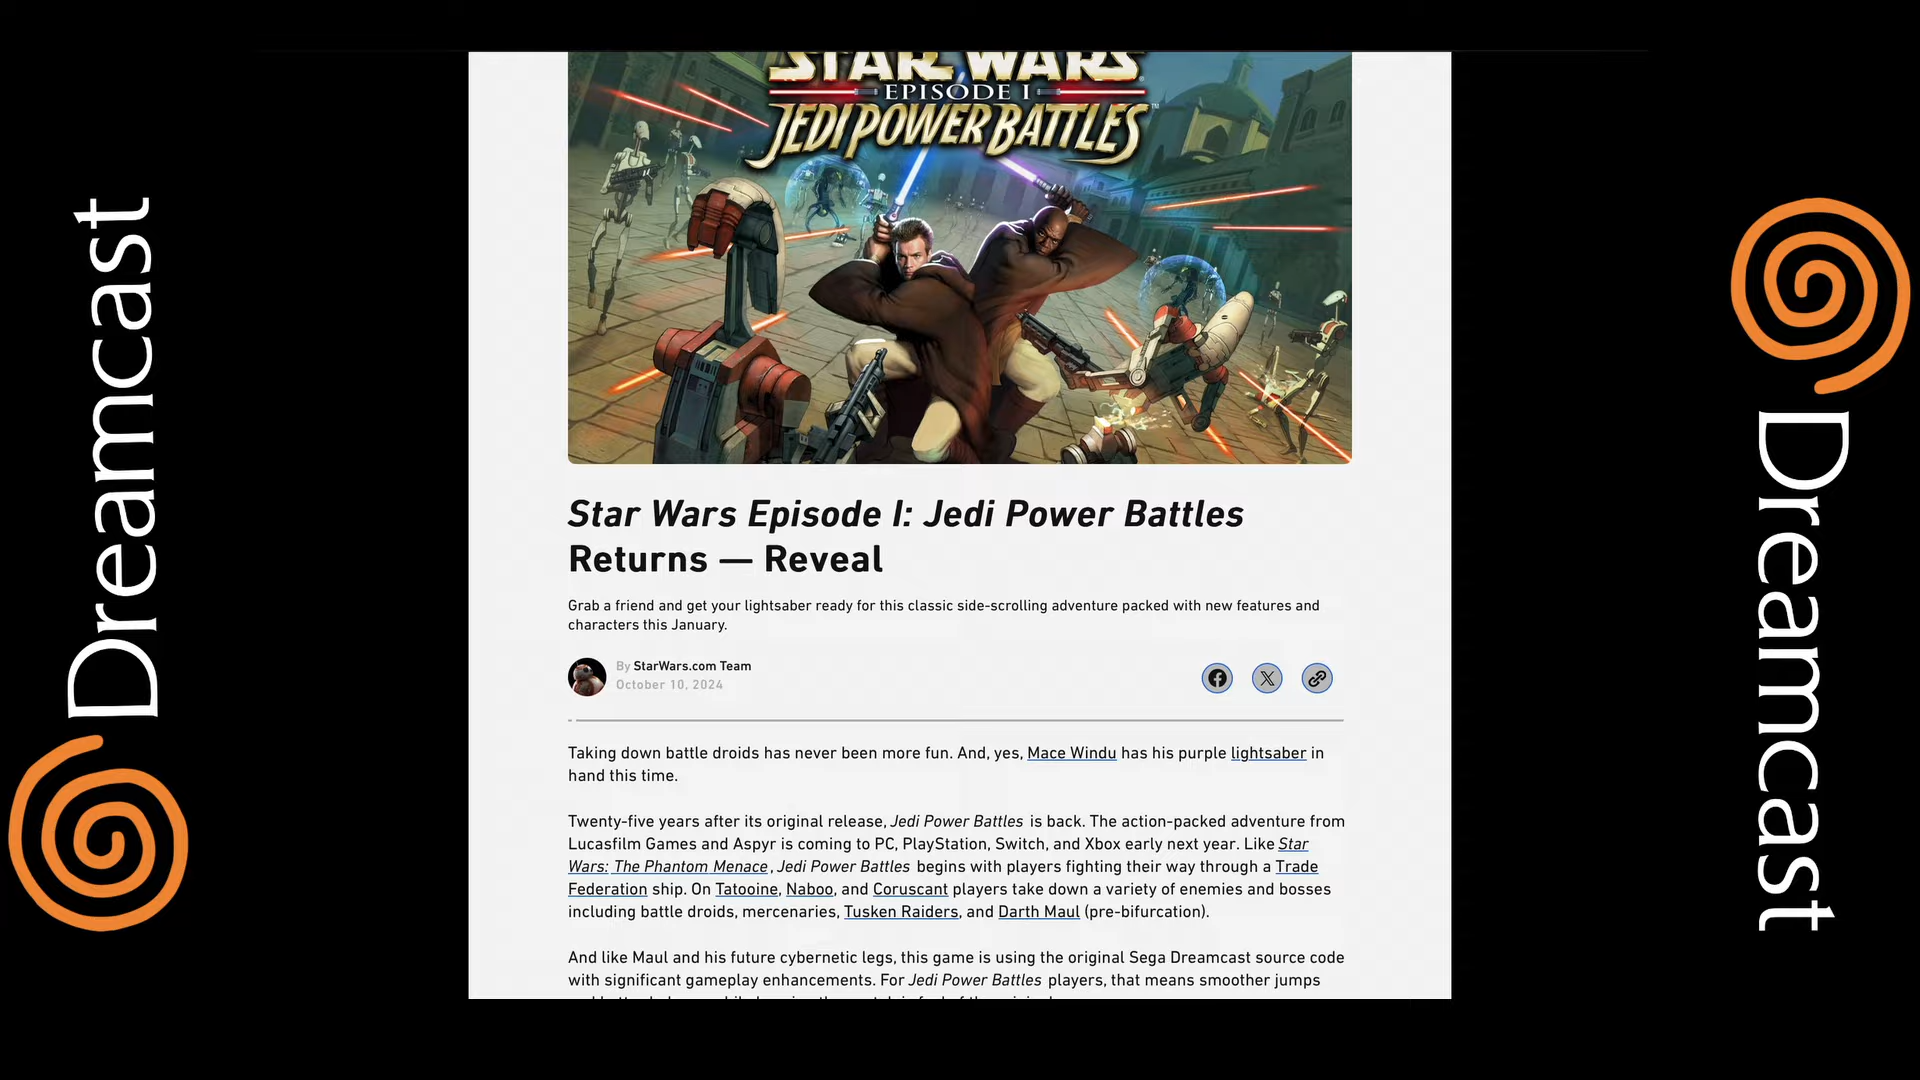 Dreamcast
STAR WARS
EPISODE I
JEDI POWER BATTLES™
Star Wars Episode I: Jedi Power Battles
Returns — Reveal
Grab a friend and get your lightsaber ready for this classic side-scrolling adventure packed with new features and
characters this January.
By StarWars.com Team
October 10, 2024
Taking down battle droids has never been more fun. And, yes, Mace Windu has his purple lightsaber in
hand this time.
Twenty-five years after its original release, Jedi Power Battles is back. The action-packed adventure from
Lucasfilm Games and Aspyr is coming to PC, PlayStation, Switch, and Xbox early next year. Like Star
Wars: The Phantom Menace, Jedi Power Battles begins with players fighting their way through a Trade
Federation ship. On Tatooine, Naboo, and Coruscant players take down a variety of enemies and bosses
including battle droids, mercenaries, Tusken Raiders, and Darth Maul (pre-bifurcation).
And like Maul and his future cybernetic legs, this game is using the original Sega Dreamcast source code
with significant gameplay enhancements. For Jedi Power Battles players, that means smoother jumps
Dreamcast